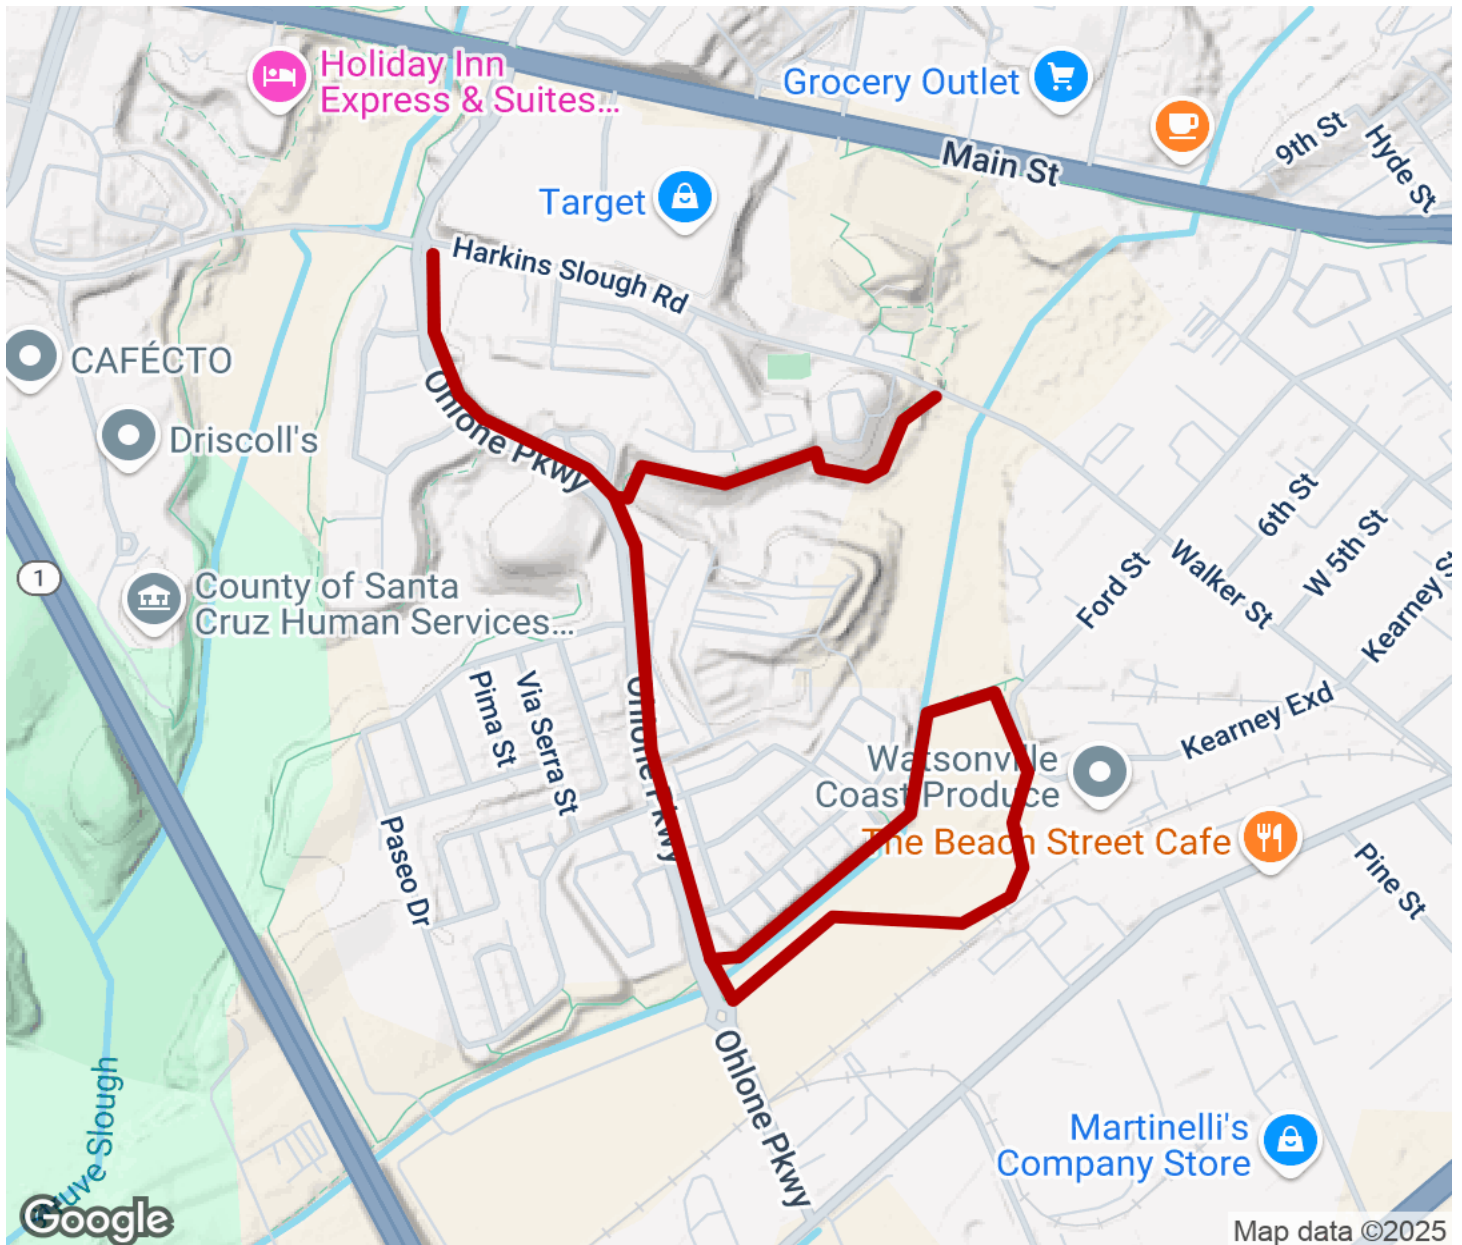 Holiday Inn
Express & Suites...
Grocery Outlet
Main St
9th St
Hyde St
Target
Harkins Slough Rd
CAFÉCTO
Driscoll's
Ohlone Pkwy
1
County of Santa
Cruz Human Services...
6th St
W 5th St
Walker St
Ford St
Kearney St
Kearney Exd
Pima St
Via Serra St
Ohlone Pkwy
Watsonville
Coast Produce
The Beach Street Cafe
Paseo Dr
Pine St
Ohlone Pkwy
Martinelli's
Company Store
Slough
Google
Map data ©2025